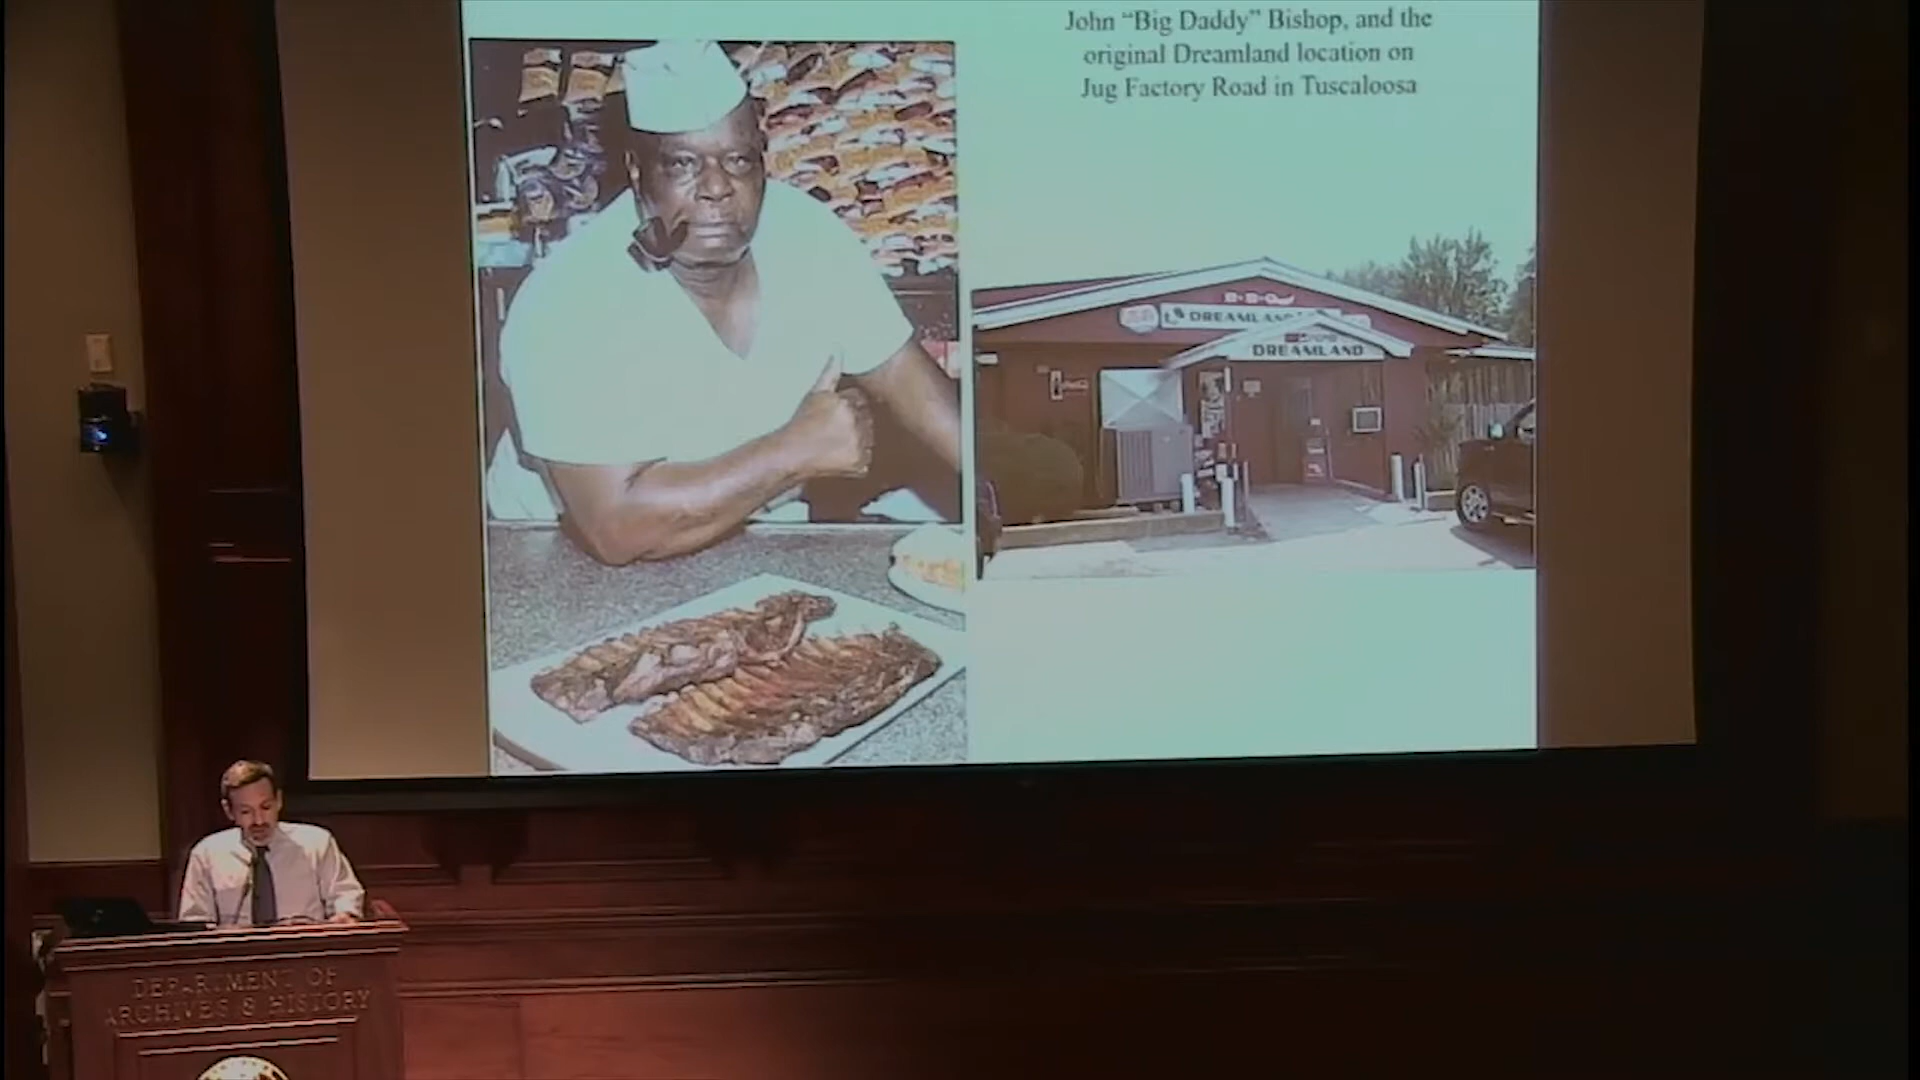 John “Big Daddy” Bishop, and the
original Dreamland location on
Jug Factory Road in Tuscaloosa
B-B-Q
DREAMLAND
DREAMLAND
DEPARTMENT OF
ARCHIVES & HISTORY